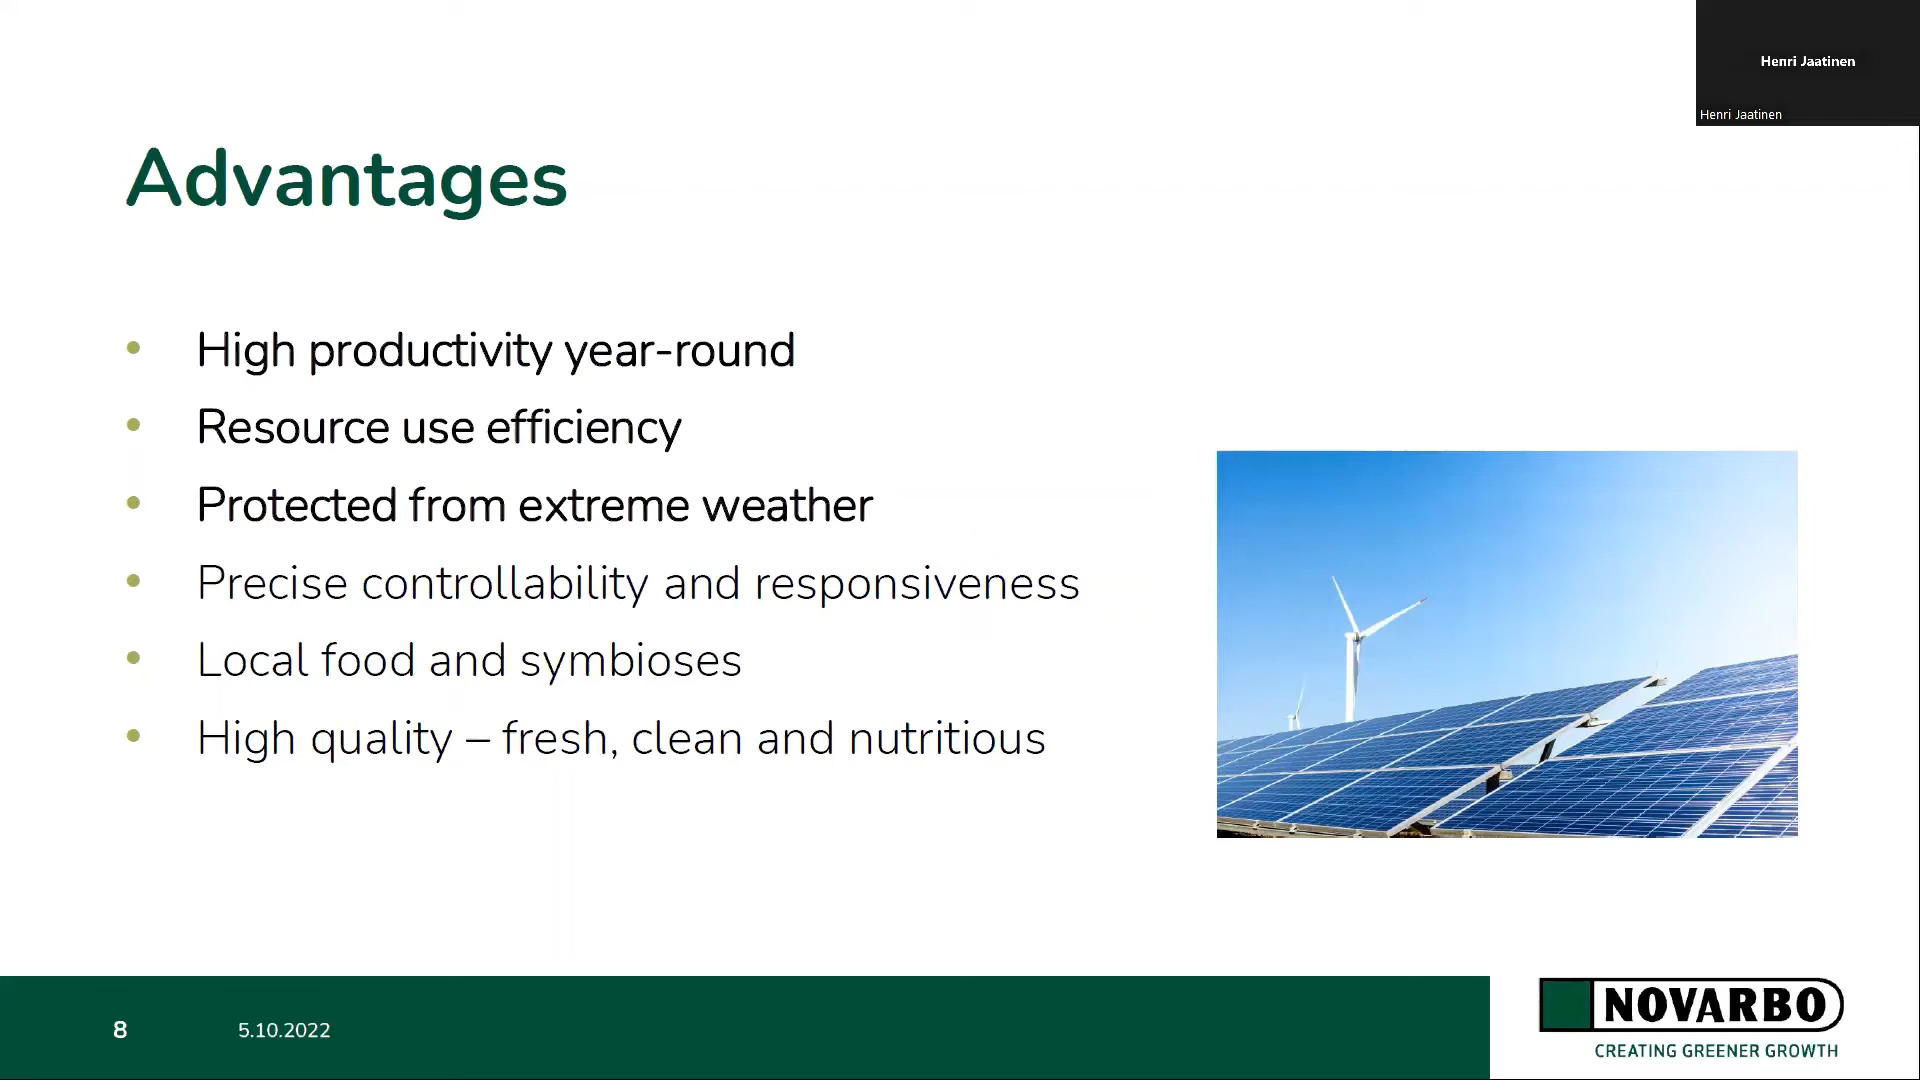 Henri Jaatinen
Henri Jaatinen
Advantages
• High productivity year-round
• Resource use efficiency
• Protected from extreme weather
• Precise controllability and responsiveness
• Local food and symbioses
• High quality – fresh, clean and nutritious
8 5.10.2022
NOVARBO
CREATING GREENER GROWTH